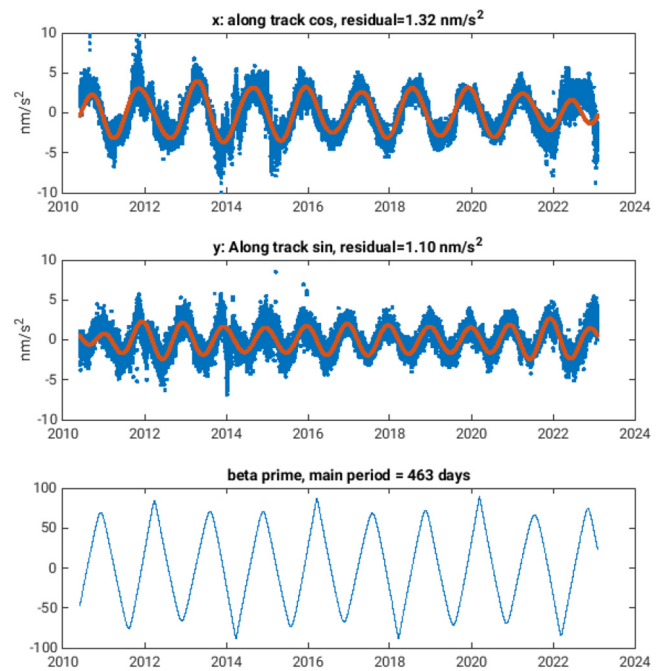 x: along track cos, residual=1.32 nm/s²
10
5
0
-5
-10
nm/s²
2010 2012 2014 2016 2018 2020 2022 2024
y: Along track sin, residual=1.10 nm/s²
10
5
0
-5
-10
nm/s²
2010 2012 2014 2016 2018 2020 2022 2024
beta prime, main period = 463 days
100
50
0
-50
-100
2010 2012 2014 2016 2018 2020 2022 2024